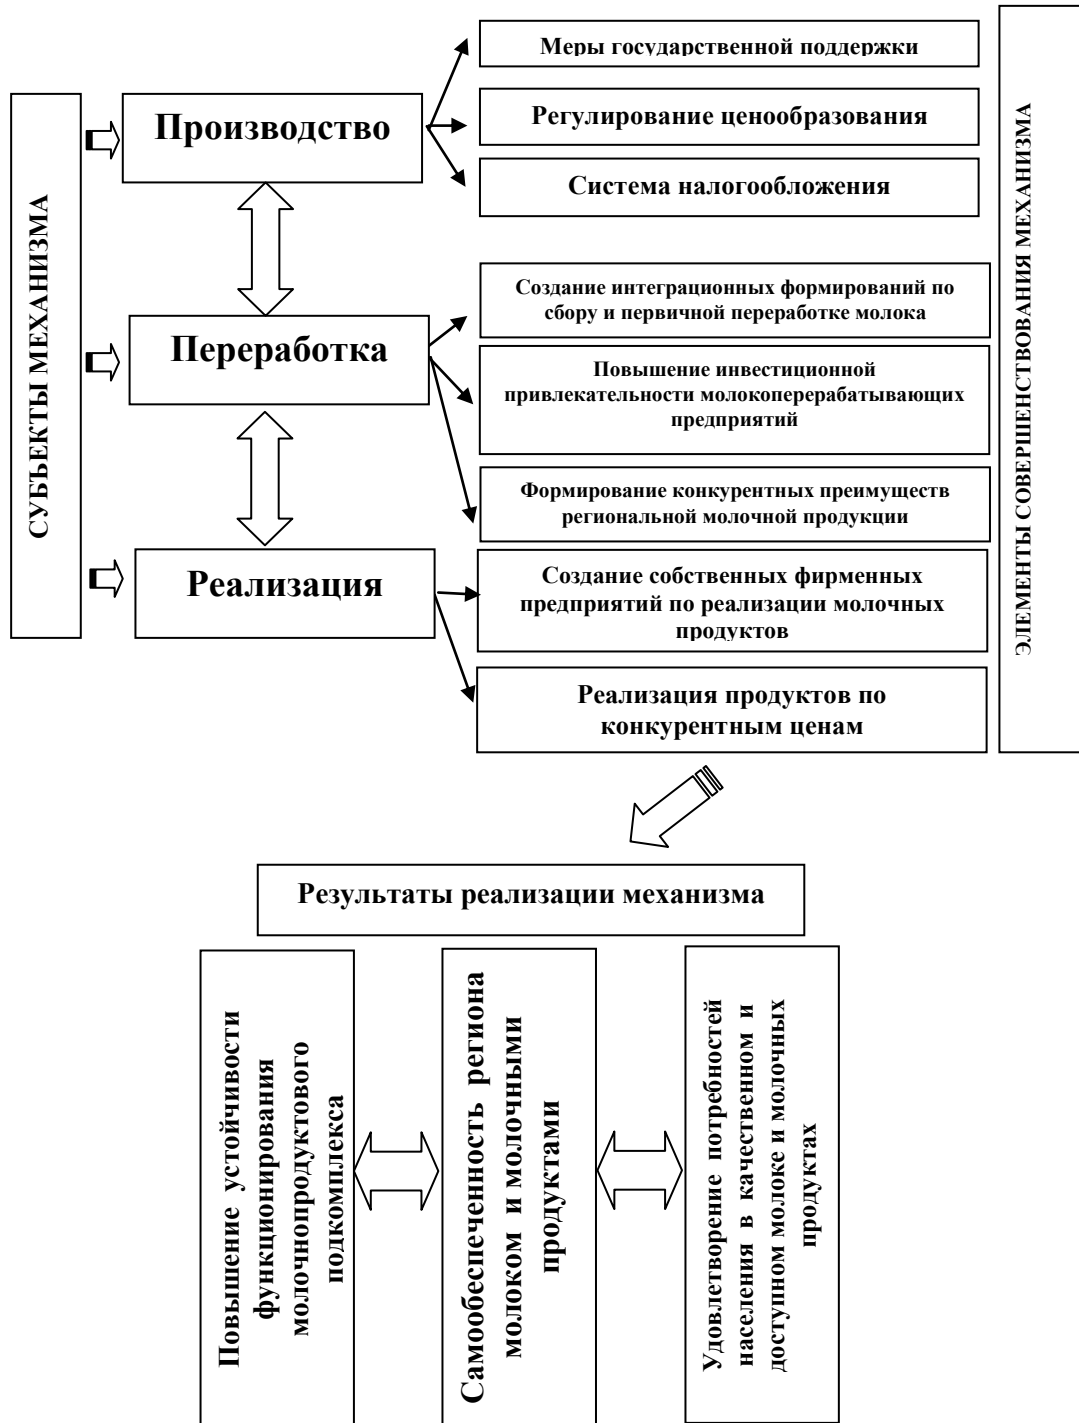 СУБЪЕКТЫ МЕХАНИЗМА
Производство
Меры государственной поддержки
Регулирование ценообразования
Система налогообложения
Переработка
Создание интеграционных формирований по
сбору и первичной переработке молока
Повышение инвестиционной
привлекательности молокоперерабатывающих
предприятий
Формирование конкурентных преимуществ
региональной молочной продукции
Реализация
Создание собственных фирменных
предприятий по реализации молочных
продуктов
Реализация продуктов по
конкурентным ценам
ЭЛЕМЕНТЫ СОВЕРШЕНСТВОВАНИЯ МЕХАНИЗМА
Результаты реализации механизма
Повышение устойчивости
функционирования
молочнопродуктового
подкомплекса
Самообеспеченность региона
молоком и молочными
продуктами
Удовлетворение потребностей
населения в качественном и
доступном молоке и молочных
продуктах